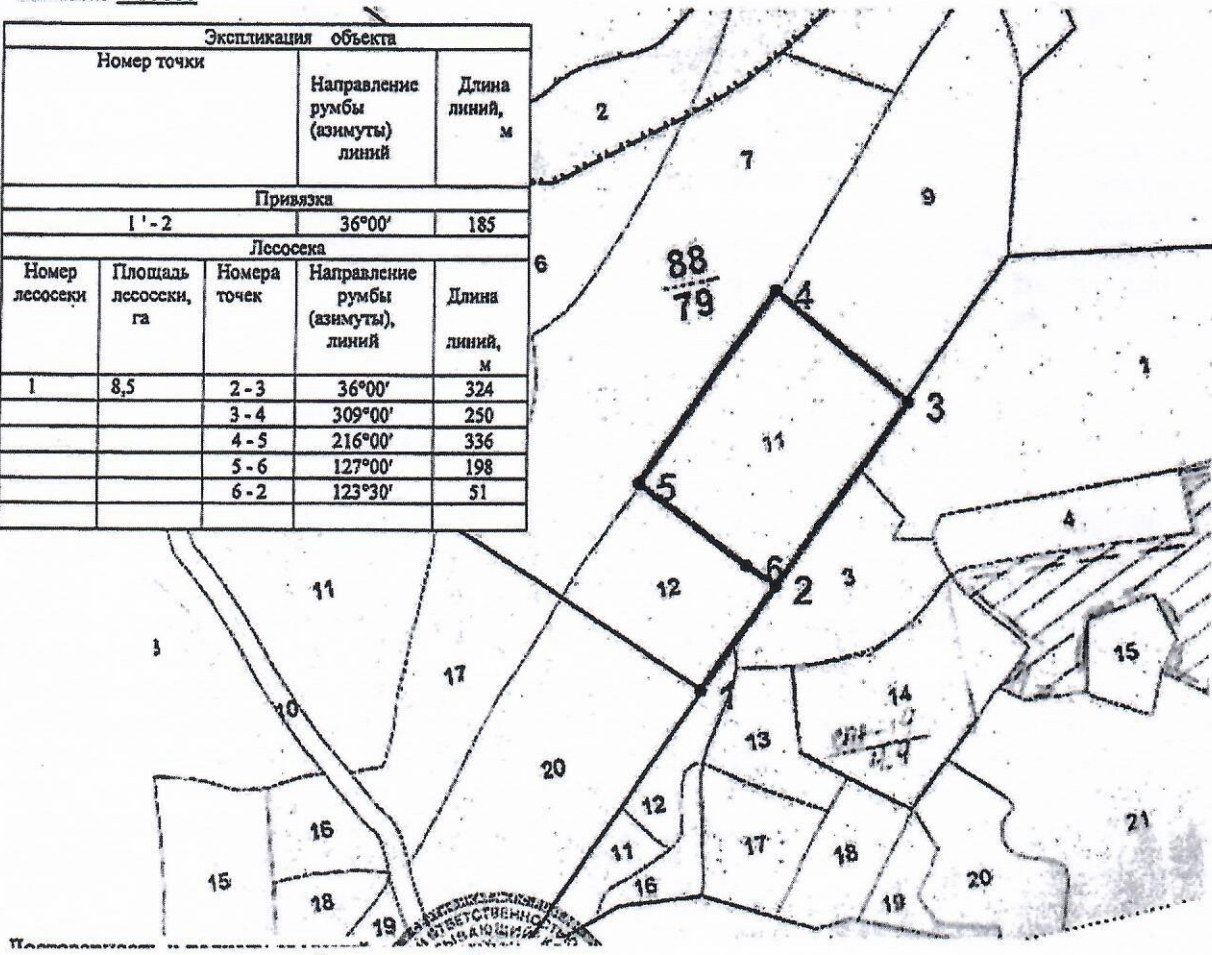 Экспликация объекта
Номер точки
Направление румбы (азимуты) линий
Длина линий, м
Привязка
1 ' - 2 36°00′ 185
Лесосека
Номер лесосеки
Площадь лесосеки, га
Номера точек
Направление румбы (азимуты), линий
Длина линий, м
1 8,5 2 - 3 36°00′ 324
3 - 4 309°00′ 250
4 - 5 216°00′ 336
5 - 6 127°00′ 198
6 - 2 123°30′ 51
2
7
9
6
88
79
4
3
1
11
5
4
6
2
12
3
11
17
1
15
10
14
13
20
12
16
17
18
11
21
15
18
16
19
20
19
ОТВЕТСТВЕННО